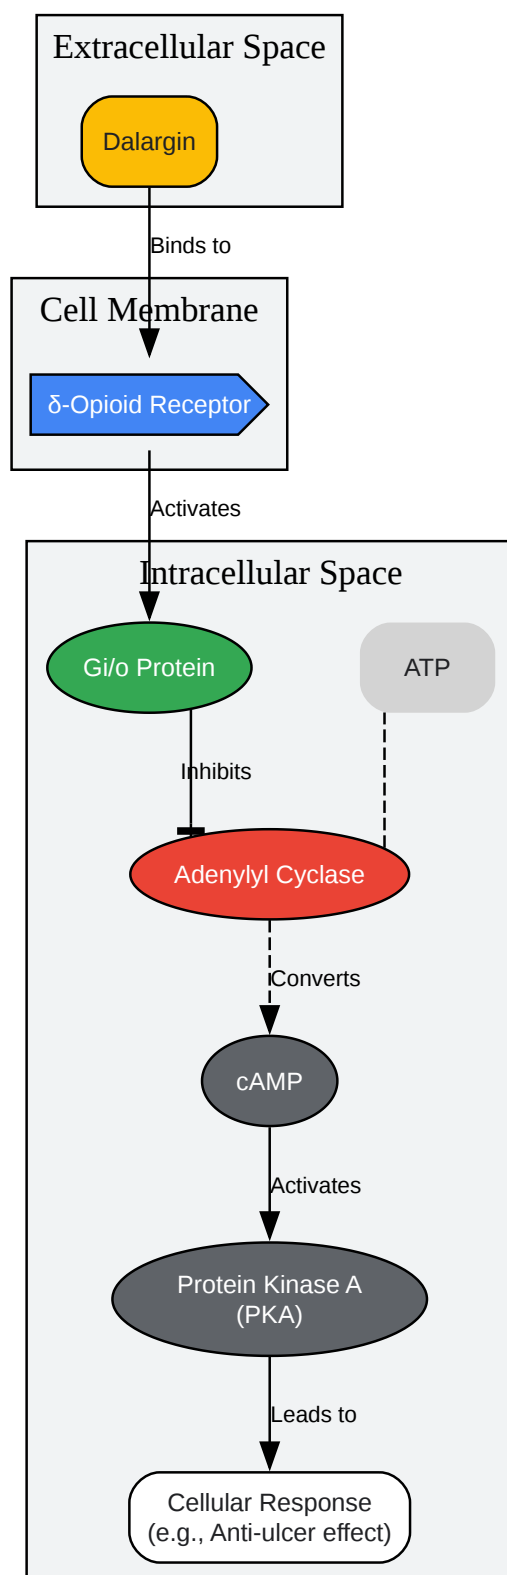 Extracellular Space
Dalargin
Binds to
Cell Membrane
δ-Opioid Receptor
Activates
Intracellular Space
Gi/o Protein
ATP
Inhibits
Adenylyl Cyclase
Converts
cAMP
Activates
Protein Kinase A
(PKA)
Leads to
Cellular Response
(e.g., Anti-ulcer effect)